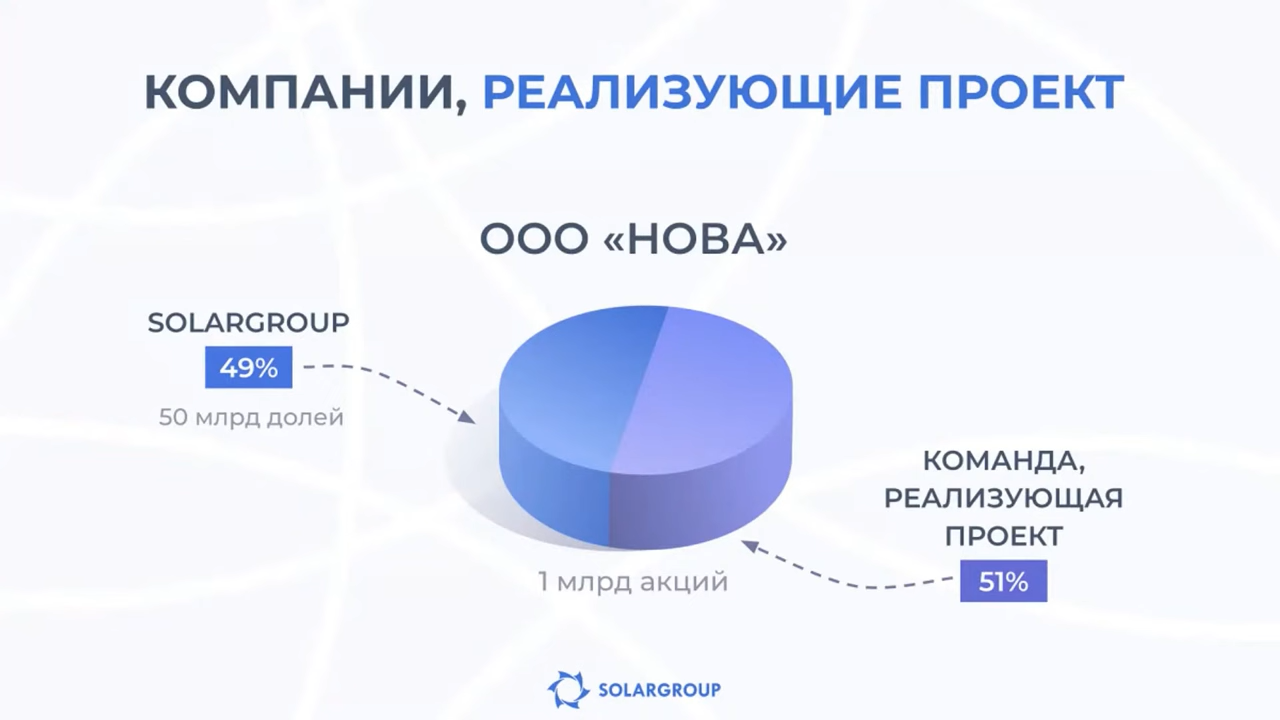 КОМПАНИИ, РЕАЛИЗУЮЩИЕ ПРОЕКТ
ООО «НОВА»
SOLARGROUP
49%
50 млрд долей
КОМАНДА,
РЕАЛИЗУЮЩАЯ
ПРОЕКТ
51%
1 млрд акций
SOLARGROUP